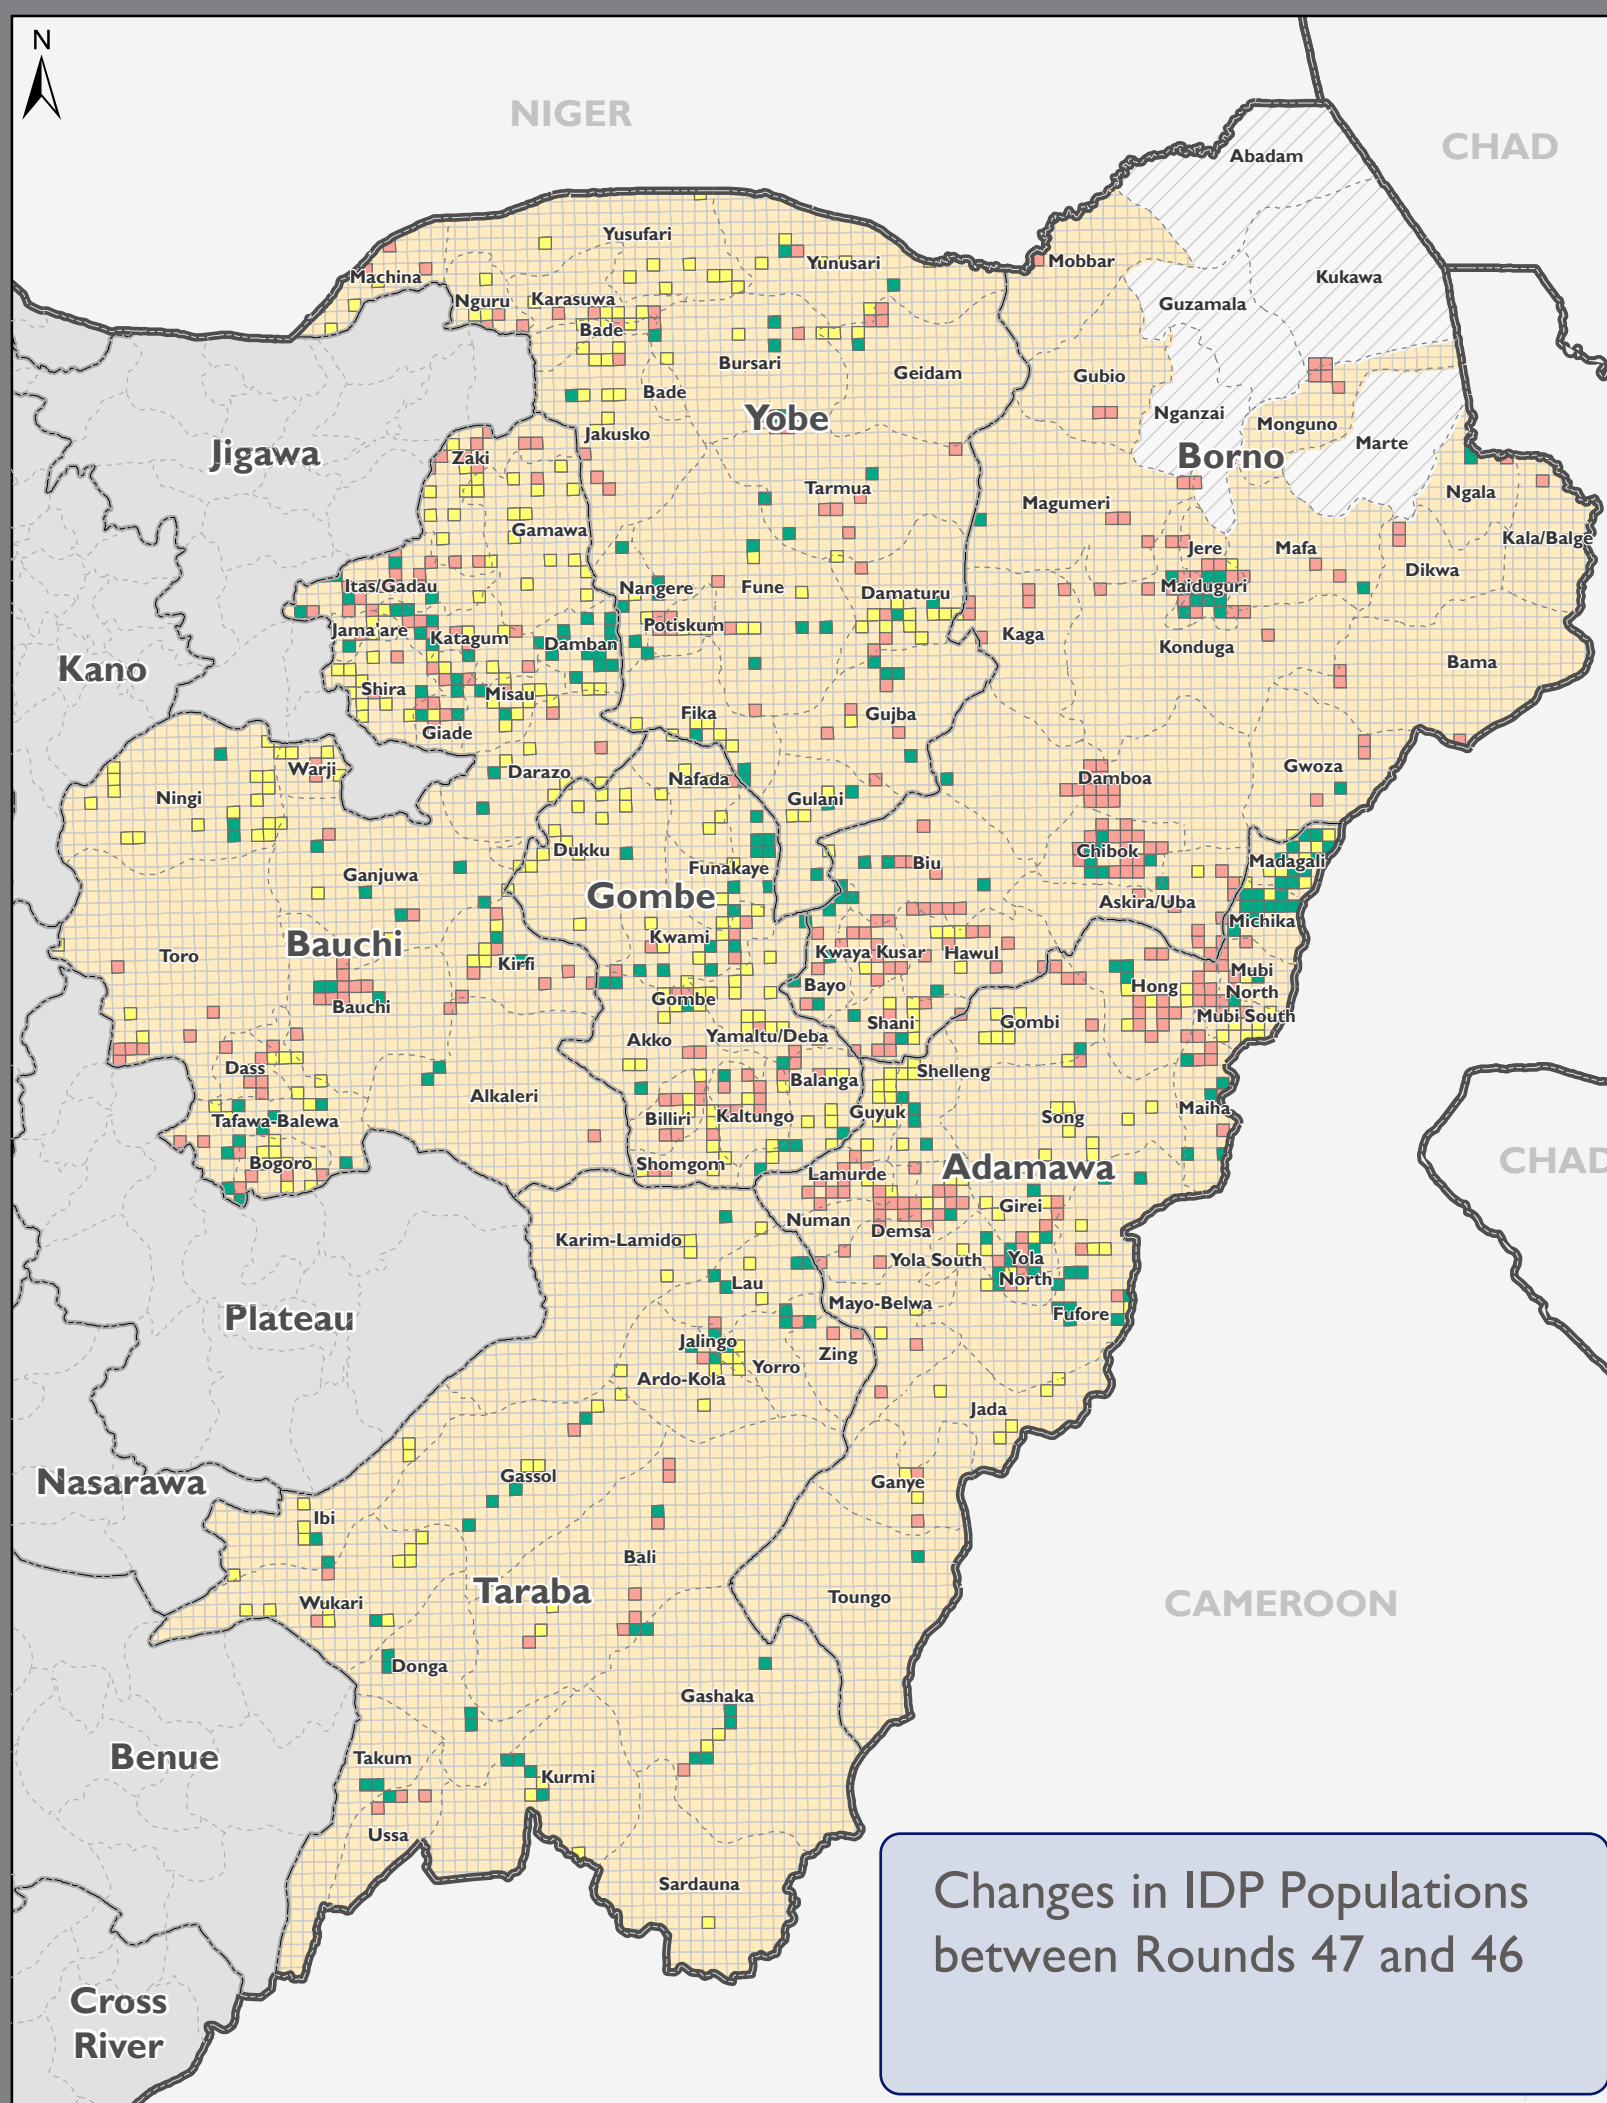 N
NIGER
CHAD
Abadam
Yusufari
Mobbar
Yunusari
Machina
Kukawa
Nguru
Karasuwa
Guzamala
Bade
Bursari
Geidam
Gubio
Bade
Nganzai
Yobe
Monguno
Jakusko
Marte
Jigawa
Zaki
Borno
Tarmua
Ngala
Magumeri
Gamawa
Kala/Balge
Jere
Mafa
Dikwa
Itas/Gadau
Nangere
Fune
Maiduguri
Damaturu
Potiskum
Jama'are
Katagum
Damban
Kaga
Konduga
Bama
Kano
Shira
Misau
Fika
Gujba
Giade
Warji
Darazo
Nafada
Damboa
Gwoza
Ningi
Gulani
Dukku
Chibok
Biu
Madagali
Ganjuwa
Funakaye
Gombe
Askira/Uba
Michika
Kwami
Bauchi
Toro
Kirfi
Kwaya Kusar
Hawul
Mubi
North
Bayo
Hong
Gombe
Bauchi
Mubi South
Shani
Gombi
Akko
Yamaltu/Deba
Dass
Balanga
Shelleng
Alkaleri
Maiha
Tafawa-Balewa
Billiri
Kaltungo
Guyuk
Song
Bogoro
Shomgom
Lamurde
Adamawa
CHAD
Girei
Numan
Demsa
Karim-Lamido
Yola South
Yola
North
Lau
Mayo-Belwa
Fufore
Plateau
Jalingo
Zing
Yorro
Ardo-Kola
Jada
Nasarawa
Gassol
Ganye
Ibi
Bali
Taraba
Toungo
CAMEROON
Wukari
Donga
Gashaka
Benue
Takum
Kurmi
Ussa
Sardauna
Changes in IDP Populations
between Rounds 47 and 46
Cross
River